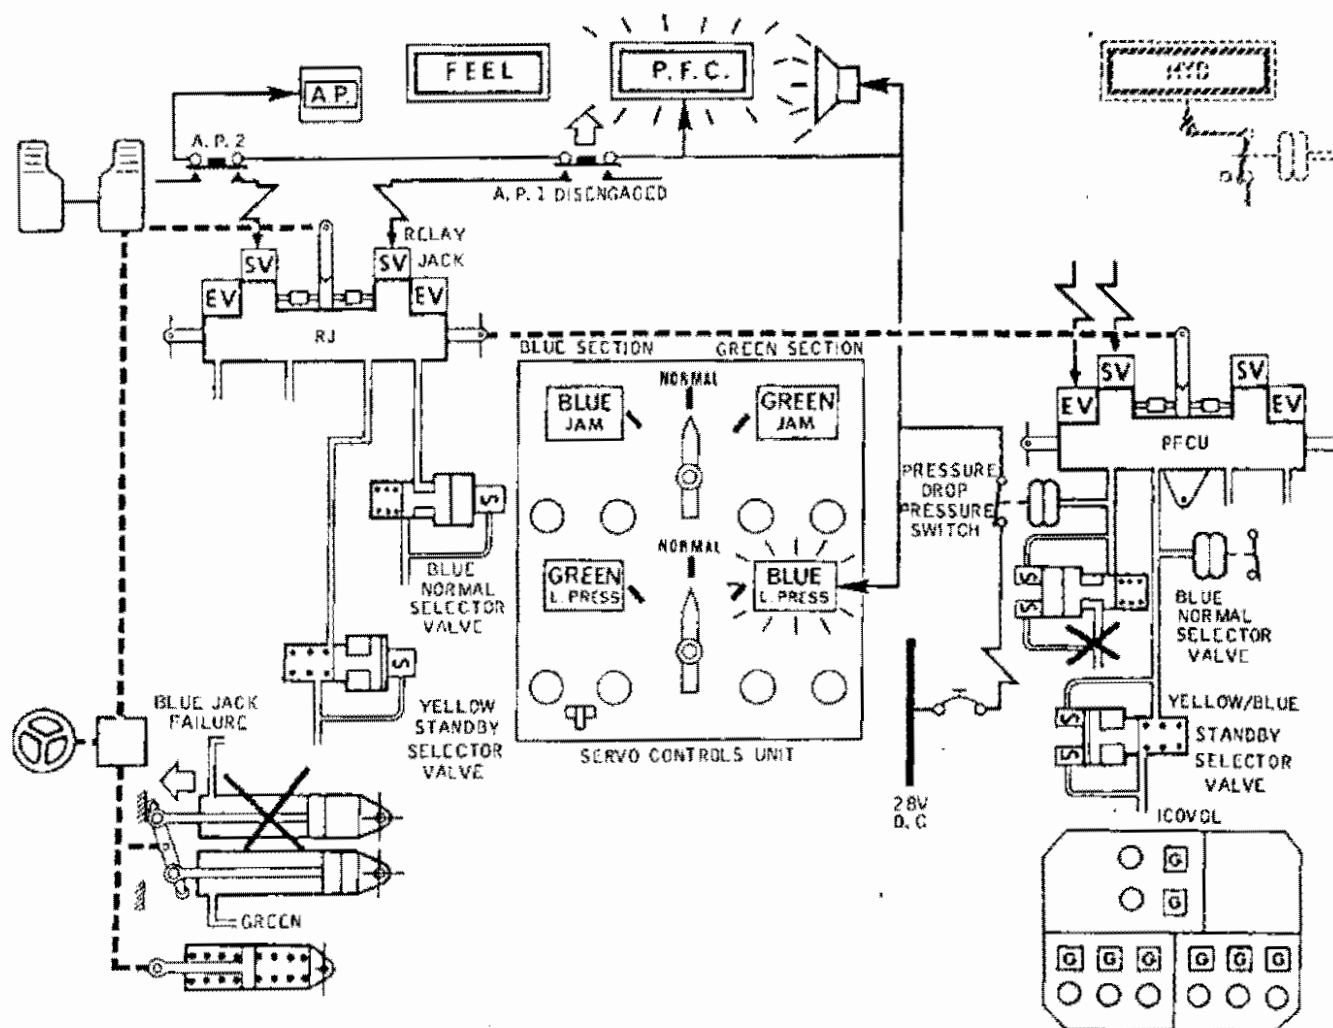 FEEL
P.F.C.
HYD
A.P.
A.P.2
A.P.1 DISENGAGED
RELAY
JACK
SV
SV
EV
EV
RJ
BLUE SECTION
GREEN SECTION
NORMAL
BLUE
JAM
GREEN
JAM
NORMAL
GREEN
L. PRESS
BLUE
L. PRESS
SERVO CONTROLS UNIT
SV
SV
EV
EV
PFCU
PRESSURE
DROP
PRESSURE
SWITCH
S
BLUE
NORMAL
SELECTOR
VALVE
S
YELLOW
STANDBY
SELECTOR
VALVE
S
S
BLUE
NORMAL
SELECTOR
VALVE
S
S
YELLOW/BLUE
STANDBY
SELECTOR
VALVE
BLUE JACK
FAILURE
GREEN
28V
D.C
ICOVOL
G
G
G G G G G G